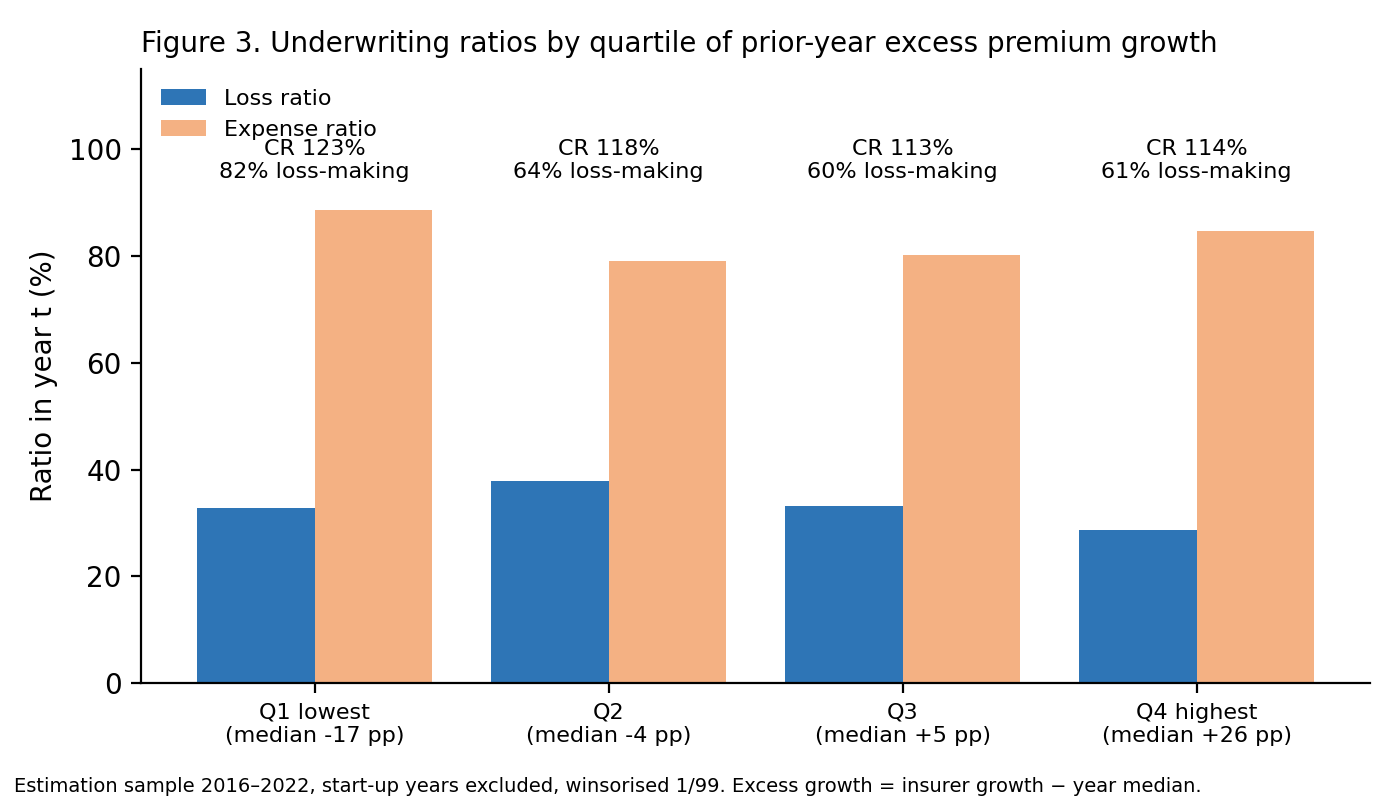 Figure 3. Underwriting ratios by quartile of prior-year excess premium growth
Loss ratio
Expense ratio
CR 123%
82% loss-making
CR 118%
64% loss-making
CR 113%
60% loss-making
CR 114%
61% loss-making
Ratio in year t (%)
100
80
60
40
20
0
Q1 lowest
(median -17 pp)
Q2
(median -4 pp)
Q3
(median +5 pp)
Q4 highest
(median +26 pp)
Estimation sample 2016–2022, start-up years excluded, winsorised 1/99. Excess growth = insurer growth − year median.